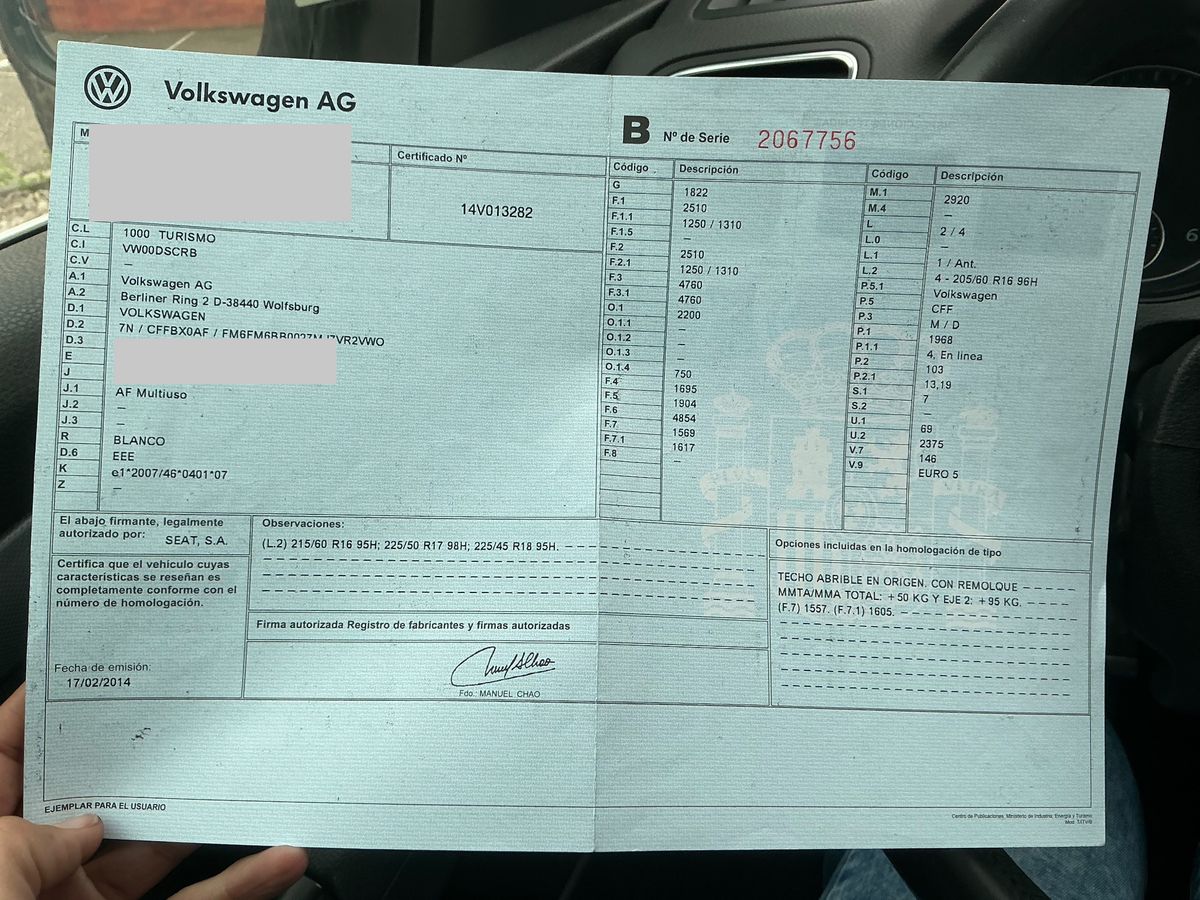 Volkswagen AG
M
Certificado Nº
14V013282
C.L 1000 TURISMO
C.I VW00DSCRB
C.V –
A.1 Volkswagen AG
A.2 Berliner Ring 2 D-38440 Wolfsburg
D.1 VOLKSWAGEN
D.2 7N / CFFBX0AF /
D.3
E
J AF Multiuso
J.1 –
J.2 –
J.3
R BLANCO
D.6 EEE
K e1*2007/46*0401*07
Z –
B Nº de Serie 2067756
Código Descripción
G 1822
F.1 2510
F.1.1 1250 / 1310
F.1.5 –
F.2 2510
F.2.1 1250 / 1310
F.3 4760
F.3.1 4760
O.1 2200
O.1.1 –
O.1.2 –
O.1.3 –
O.1.4 750
F.4 1695
F.5 1904
F.6 4854
F.7 1569
F.7.1 1617
F.8 –
Código Descripción
M.1 2920
M.4 –
L 2 / 4
L.0 –
L.1 1 / Ant.
L.2 4 - 205/60 R16 96H
P.5.1 Volkswagen
P.5 CFF
P.3 M / D
P.1 1968
P.1.1 4. En linea
P.2 103
P.2.1 13,19
S.1 7
S.2 –
U.1 69
U.2 2375
V.7 146
V.9 EURO 5
El abajo firmante, legalmente
autorizado por: SEAT, S.A.
Certifica que el vehiculo cuyas
características se reseñan es
completamente conforme con el
número de homologación.
Fecha de emisión:
17/02/2014
Observaciones:
(L.2) 215/60 R16 95H; 225/50 R17 98H; 225/45 R18 95H.
Firma autorizada Registro de fabricantes y firmas autorizadas
Fdo.: MANUEL CHAO
Opciones incluidas en la homologación de tipo
TECHO ABRIBLE EN ORIGEN. CON REMOLQUE
MMTA/MMA TOTAL: +50 KG Y EJE 2: +95 KG.
(F.7) 1557. (F.7.1) 1605.
EJEMPLAR PARA EL USUARIO
Centro de Publicaciones, Ministerio de Industria, Energía y Turismo